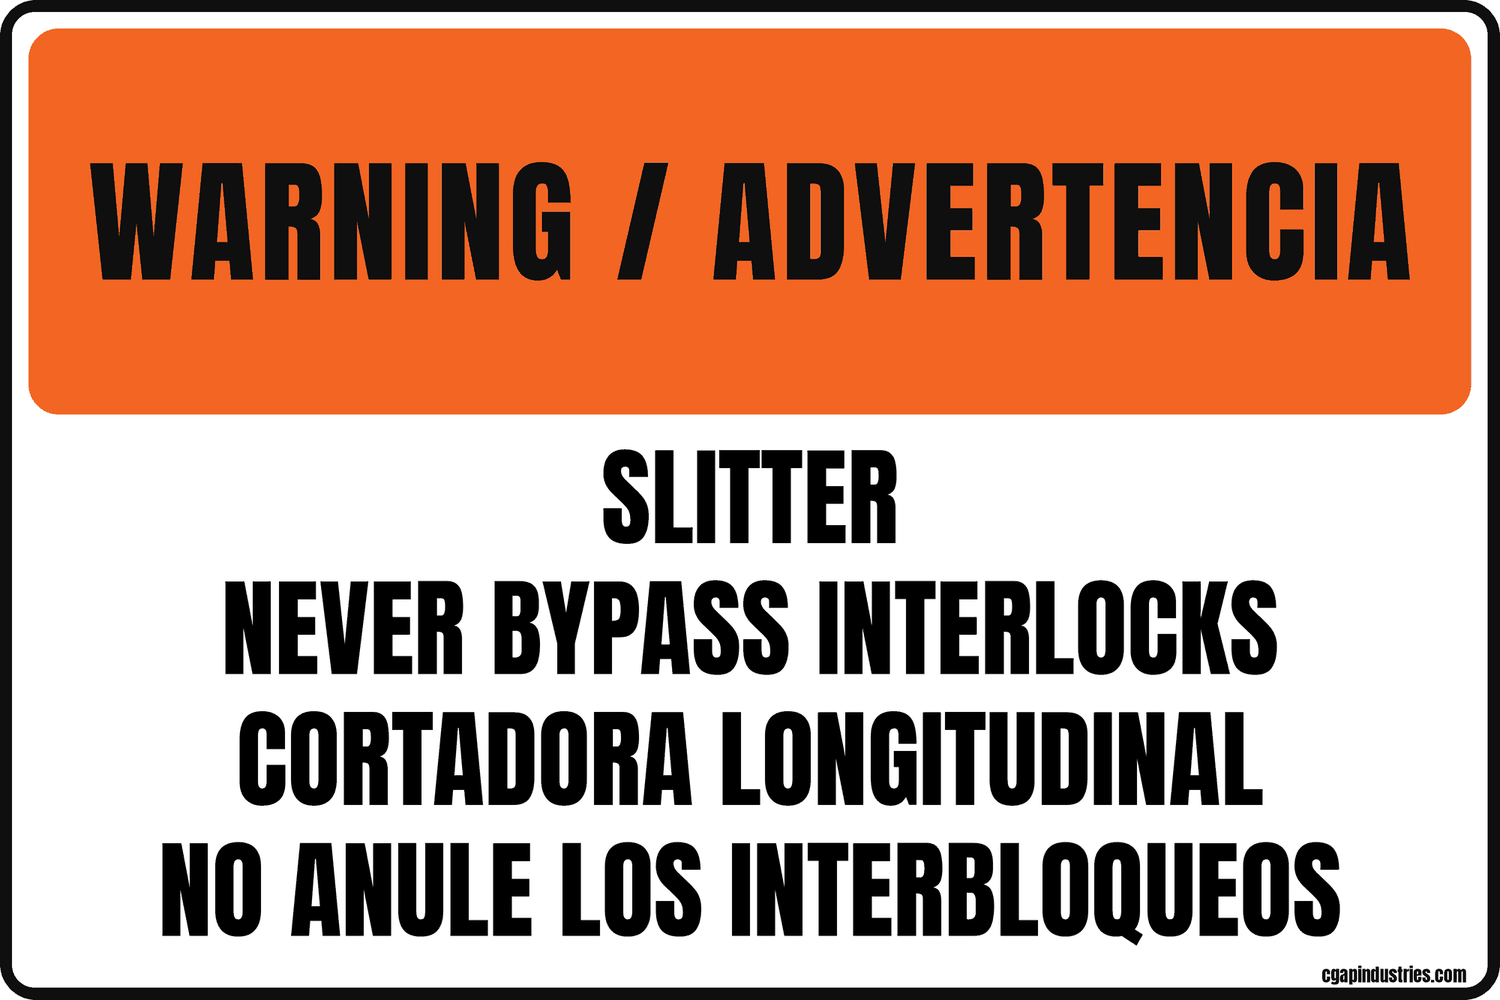 WARNING / ADVERTENCIA
SLITTER
NEVER BYPASS INTERLOCKS
CORTADORA LONGITUDINAL
NO ANULE LOS INTERBLOQUEOS
cgapindustries.com